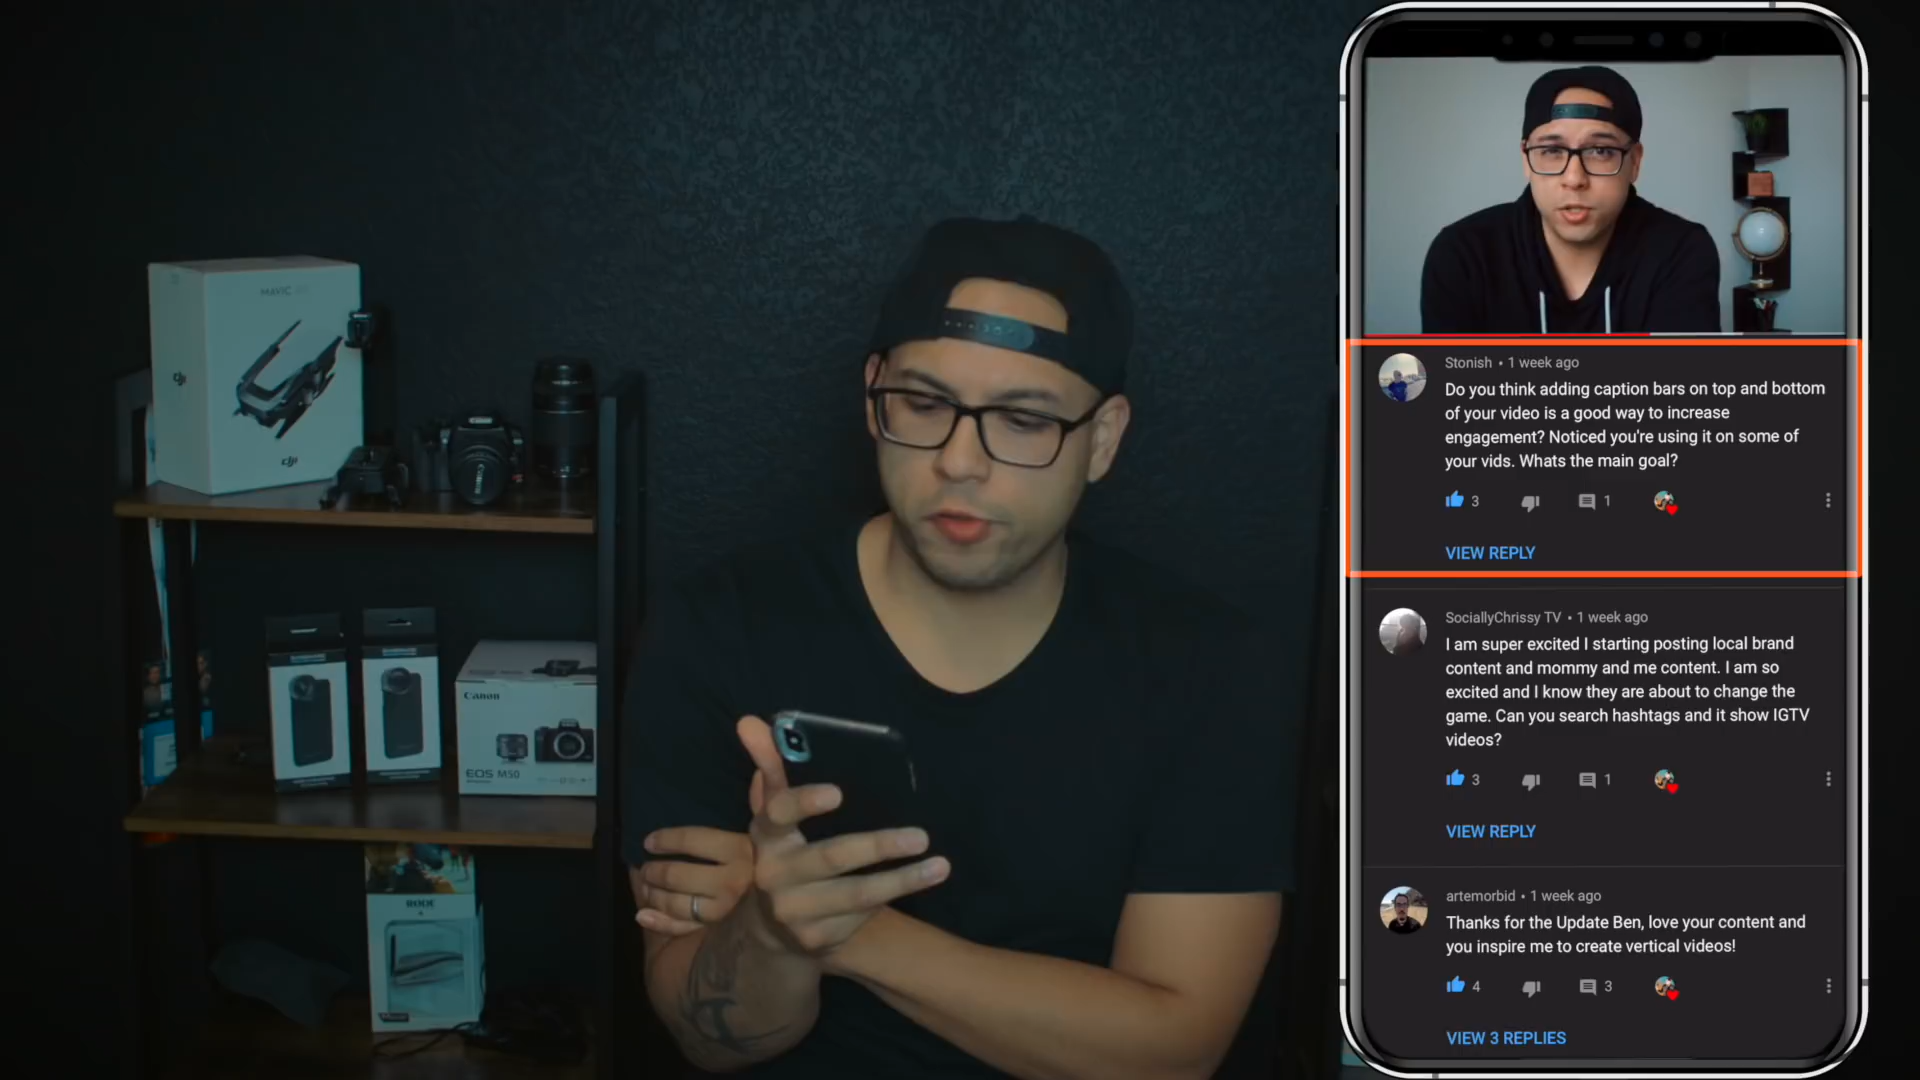 MAVIC
dji
dji
Canon
Canon
EOS M50
RODE
Stonish • 1 week ago
Do you think adding caption bars on top and bottom
of your video is a good way to increase
engagement? Noticed you're using it on some of
your vids. Whats the main goal?
3
1
VIEW REPLY
SociallyChrissy TV • 1 week ago
I am super excited I starting posting local brand
content and mommy and me content. I am so
excited and I know they are about to change the
game. Can you search hashtags and it show IGTV
videos?
3
1
VIEW REPLY
artemorbid • 1 week ago
Thanks for the Update Ben, love your content and
you inspire me to create vertical videos!
4
3
VIEW 3 REPLIES